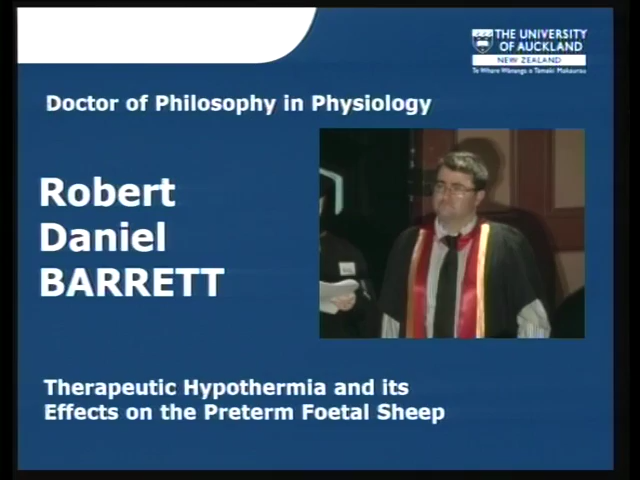 THE UNIVERSITY
OF AUCKLAND
NEW ZEALAND
Te Whare Wānanga o Tāmaki Makaurau
Doctor of Philosophy in Physiology
Robert
Daniel
BARRETT
Therapeutic Hypothermia and its
Effects on the Preterm Foetal Sheep